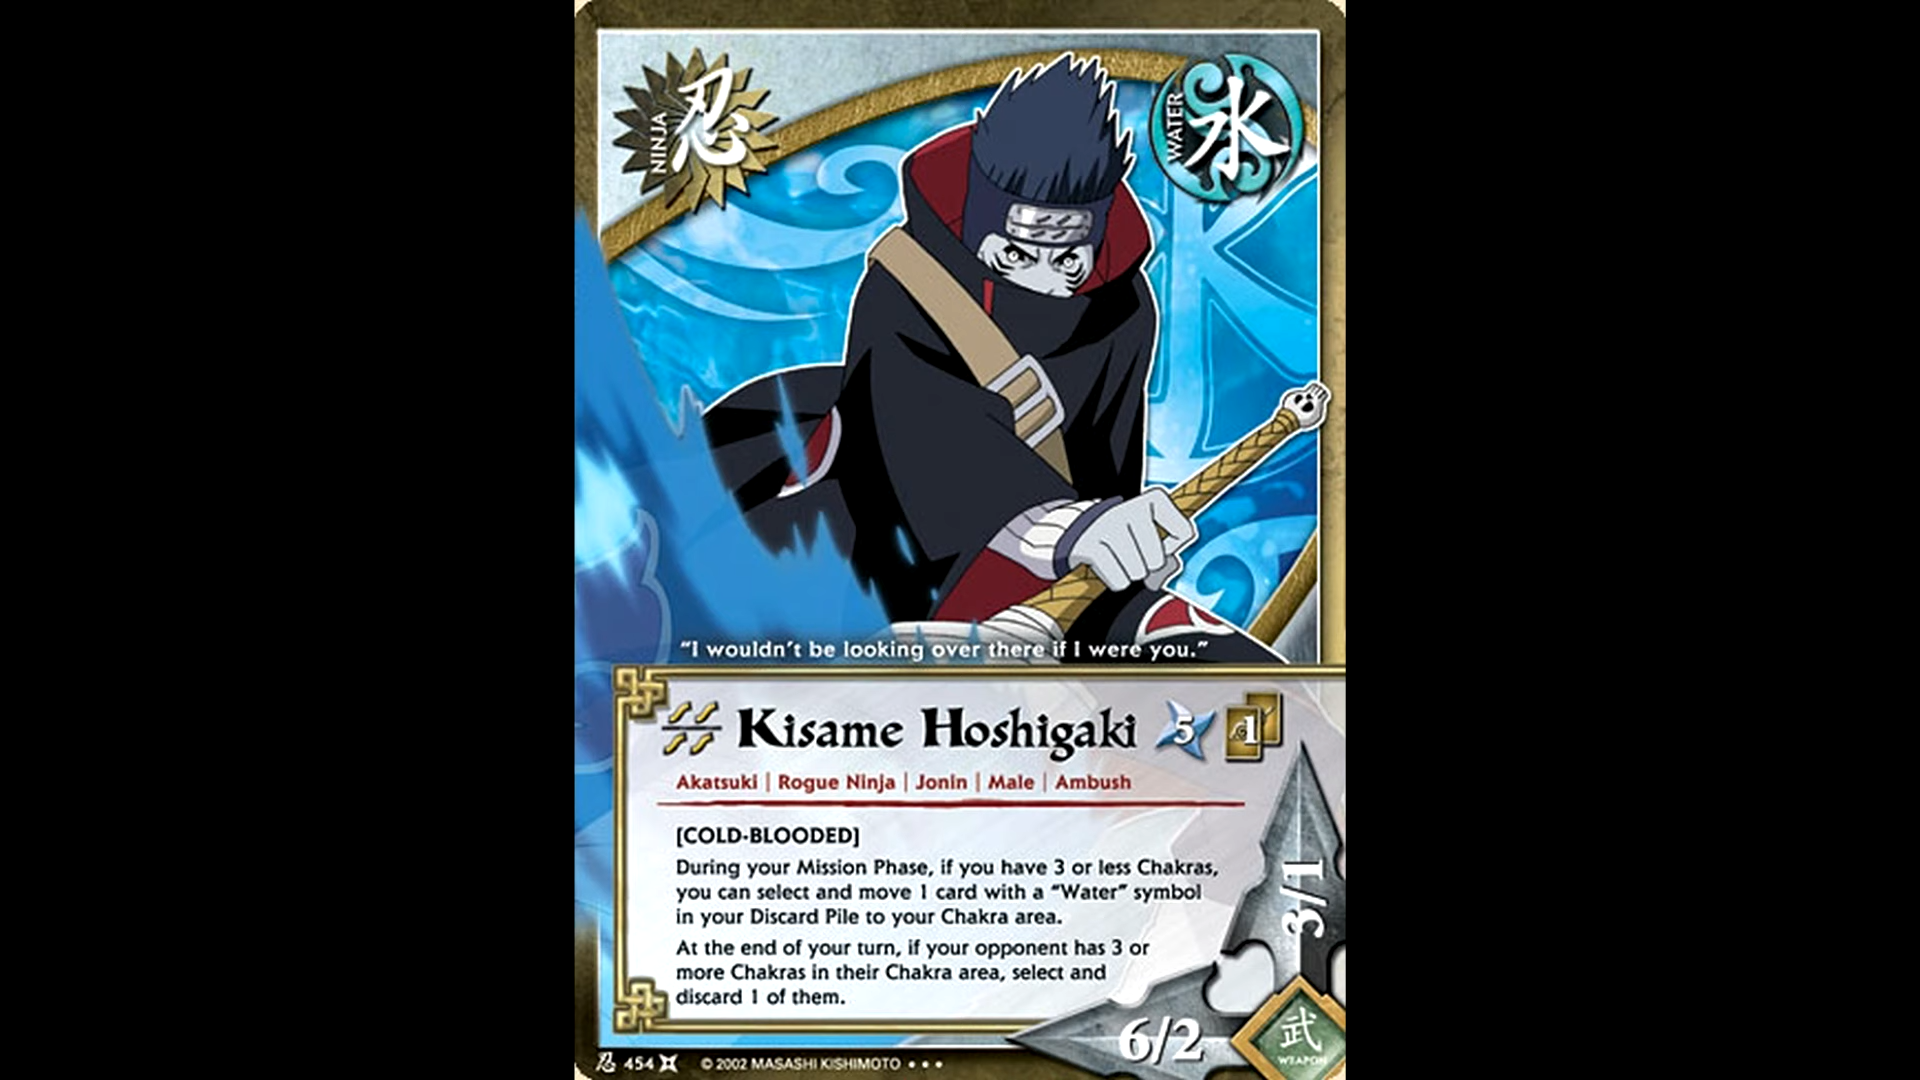 NINJA 忍
WATER 水
"I wouldn't be looking over there if I were you."
Kisame Hoshigaki 5 1
Akatsuki | Rogue Ninja | Jonin | Male | Ambush
[COLD-BLOODED]
During your Mission Phase, if you have 3 or less Chakras,
you can select and move 1 card with a "Water" symbol
in your Discard Pile to your Chakra area.
At the end of your turn, if your opponent has 3 or
more Chakras in their Chakra area, select and
discard 1 of them.
3/1
6/2
武
WEAPON
忍 454 © 2002 MASASHI KISHIMOTO